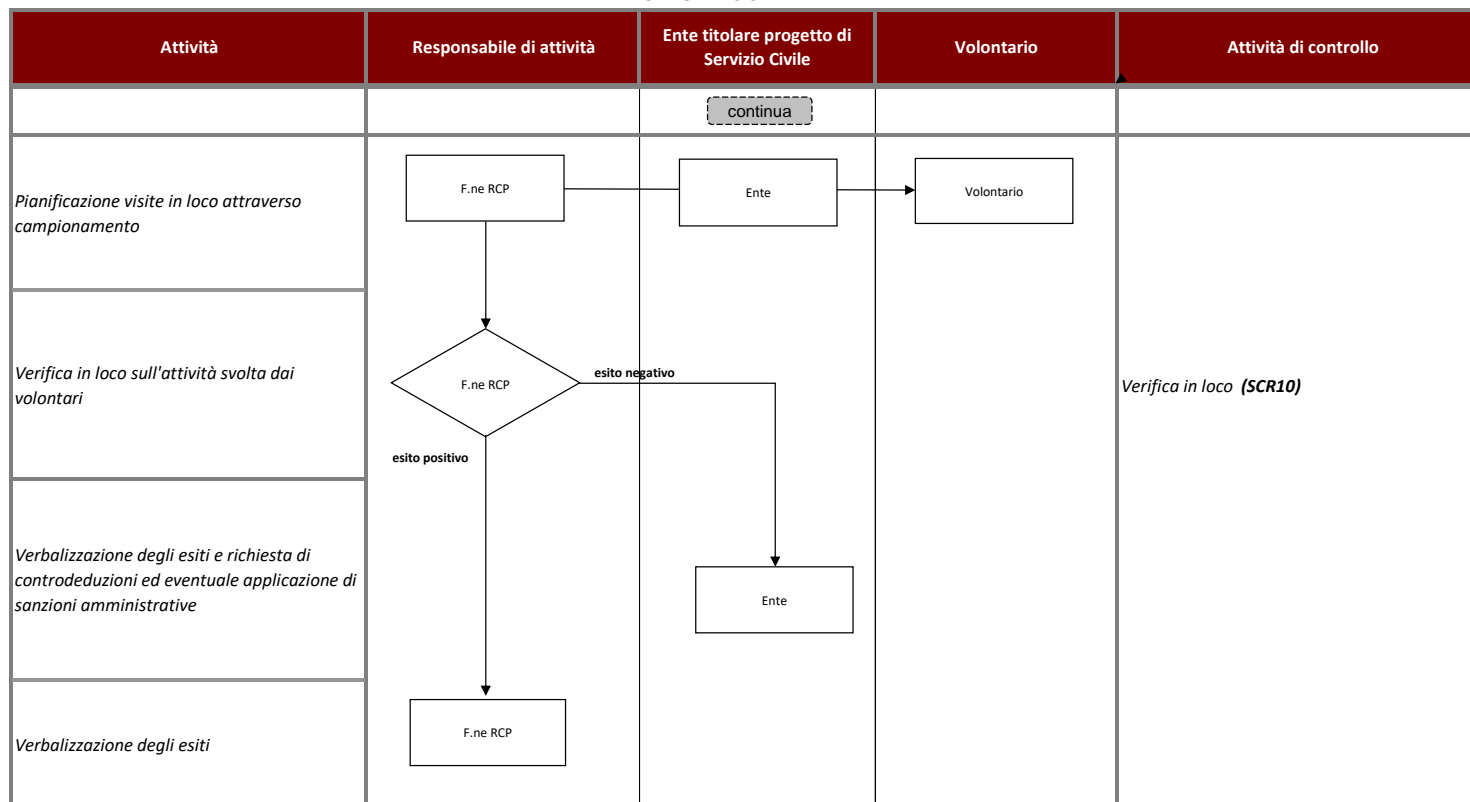 Attività
Responsabile di attività
Ente titolare progetto di
Servizio Civile
Volontario
Attività di controllo
continua
Pianificazione visite in loco attraverso
campionamento
F.ne RCP
Ente
Volontario
Verifica in loco sull'attività svolta dai
volontari
F.ne RCP
esito negativo
esito positivo
Verifica in loco (SCR10)
Verbalizzazione degli esiti e richiesta di
controdeduzioni ed eventuale applicazione di
sanzioni amministrative
Ente
Verbalizzazione degli esiti
F.ne RCP